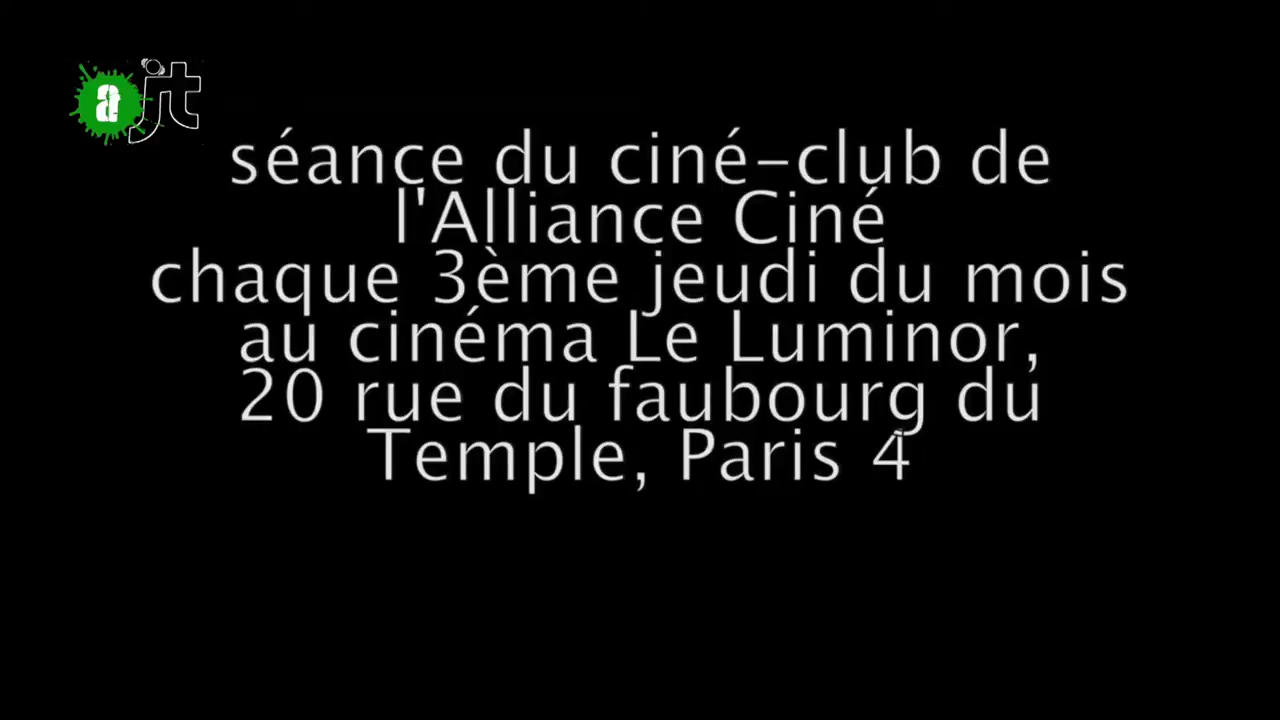 ajt
séance du ciné-club de
l'Alliance Ciné
chaque 3ème jeudi du mois
au cinéma Le Luminor,
20 rue du faubourg du
Temple, Paris 4